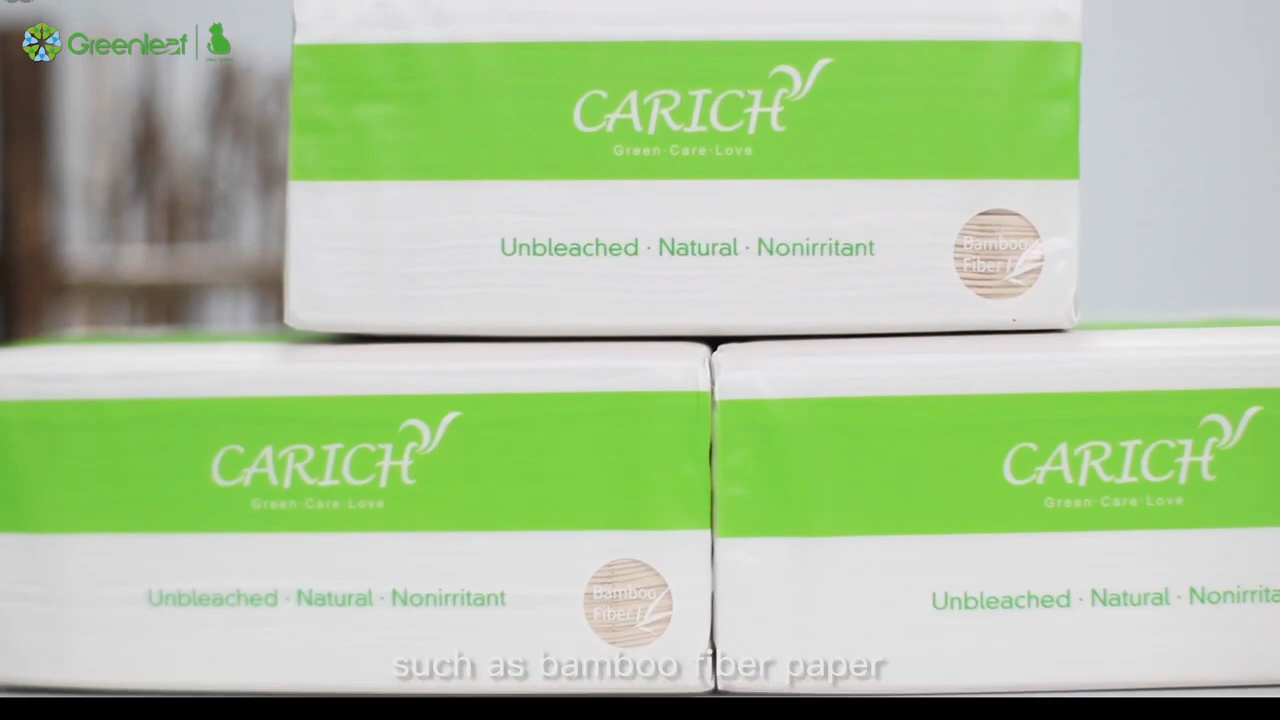 Greenleaf
CARICH
Green·Care·Love
Unbleached · Natural · Nonirritant
Bamboo
Fiber
CARICH
Green·Care·Love
Unbleached · Natural · Nonirritant
Bamboo
Fiber
CARICH
Green·Care·Love
Unbleached · Natural · Nonirrita
such as bamboo fiber paper